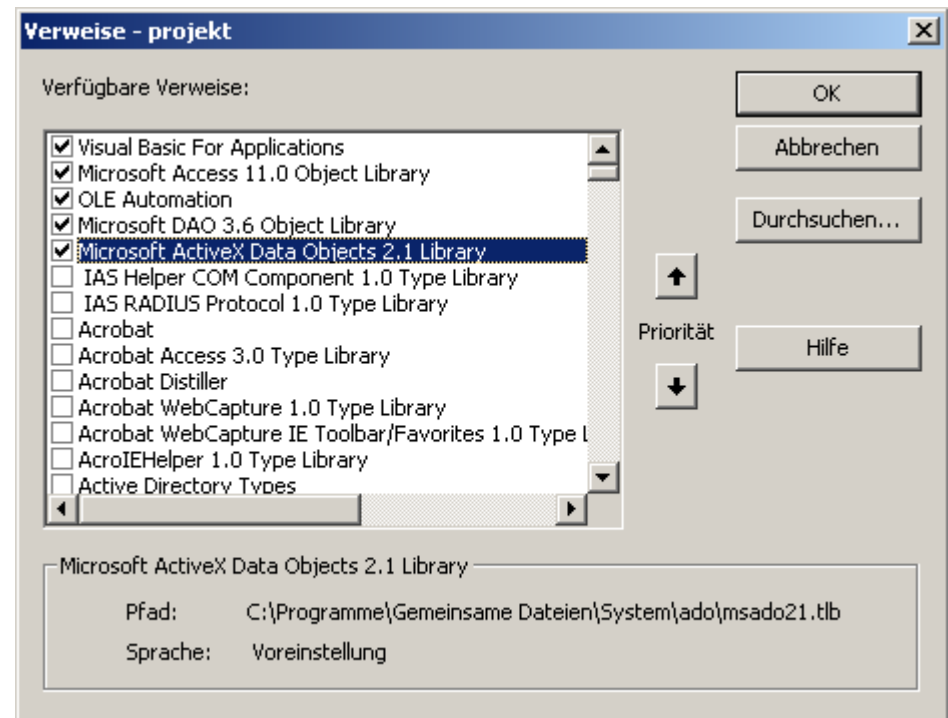 Verweise - projekt
Verfügbare Verweise:
Visual Basic For Applications
Microsoft Access 11.0 Object Library
OLE Automation
Microsoft DAO 3.6 Object Library
Microsoft ActiveX Data Objects 2.1 Library
IAS Helper COM Component 1.0 Type Library
IAS RADIUS Protocol 1.0 Type Library
Acrobat
Acrobat Access 3.0 Type Library
Acrobat Distiller
Acrobat WebCapture 1.0 Type Library
Acrobat WebCapture IE Toolbar/Favorites 1.0 Type L
AcroIEHelper 1.0 Type Library
Active Directory Types
OK
Abbrechen
Durchsuchen...
Priorität
Hilfe
Microsoft ActiveX Data Objects 2.1 Library
Pfad: C:\Programme\Gemeinsame Dateien\System\ado\msado21.tlb
Sprache: Voreinstellung